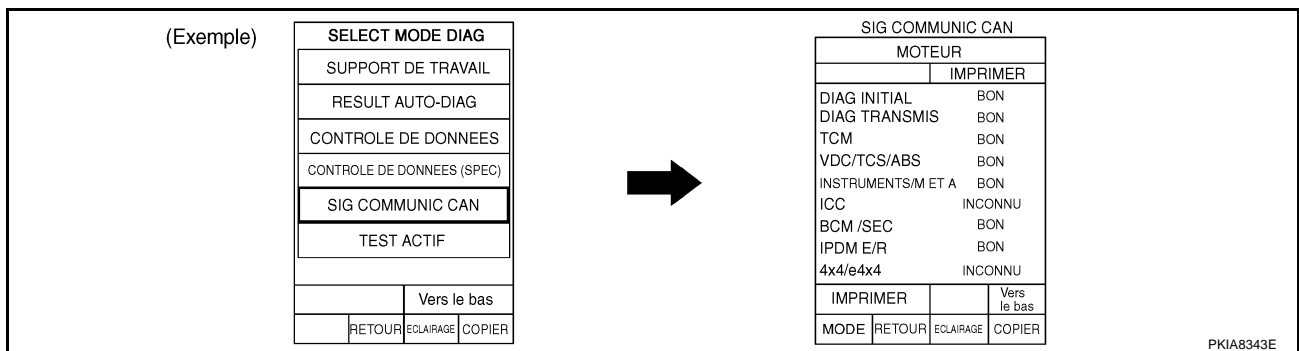 (Exemple)
SELECT MODE DIAG
SUPPORT DE TRAVAIL
RESULT AUTO-DIAG
CONTROLE DE DONNEES
CONTROLE DE DONNEES (SPEC)
SIG COMMUNIC CAN
TEST ACTIF
Vers le bas
RETOUR ECLAIRAGE COPIER
SIG COMMUNIC CAN
MOTEUR
IMPRIMER
DIAG INITIAL BON
DIAG TRANSMIS BON
TCM BON
VDC/TCS/ABS BON
INSTRUMENTS/M ET A BON
ICC INCONNU
BCM /SEC BON
IPDM E/R BON
4x4/e4x4 INCONNU
IMPRIMER Vers
le bas
MODE RETOUR ECLAIRAGE COPIER
PKIA8343E